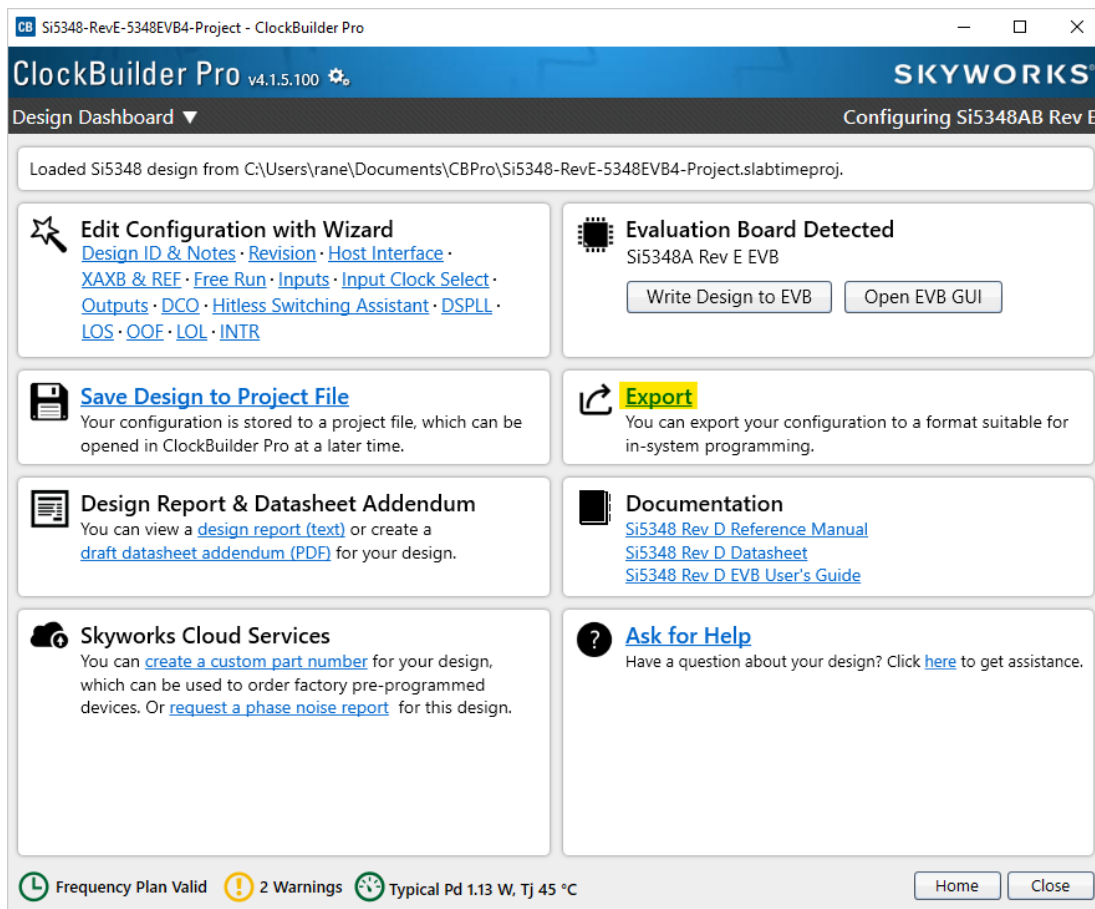 CB Si5348-RevE-5348EVB4-Project - ClockBuilder Pro
ClockBuilder Pro v4.1.5.100
SKYWORKS
Design Dashboard ▼
Configuring Si5348AB Rev E
Loaded Si5348 design from C:\Users\rane\Documents\CBPro\Si5348-RevE-5348EVB4-Project.slabtimeproj.
Edit Configuration with Wizard
Design ID & Notes · Revision · Host Interface ·
XAXB & REF · Free Run · Inputs · Input Clock Select ·
Outputs · DCO · Hitless Switching Assistant · DSPLL ·
LOS · OOF · LOL · INTR
Evaluation Board Detected
Si5348A Rev E EVB
Write Design to EVB
Open EVB GUI
Save Design to Project File
Your configuration is stored to a project file, which can be
opened in ClockBuilder Pro at a later time.
Export
You can export your configuration to a format suitable for
in-system programming.
Design Report & Datasheet Addendum
You can view a design report (text) or create a
draft datasheet addendum (PDF) for your design.
Documentation
Si5348 Rev D Reference Manual
Si5348 Rev D Datasheet
Si5348 Rev D EVB User's Guide
Skyworks Cloud Services
You can create a custom part number for your design,
which can be used to order factory pre-programmed
devices. Or request a phase noise report for this design.
Ask for Help
Have a question about your design? Click here to get assistance.
Frequency Plan Valid
2 Warnings
Typical Pd 1.13 W, Tj 45 °C
Home
Close